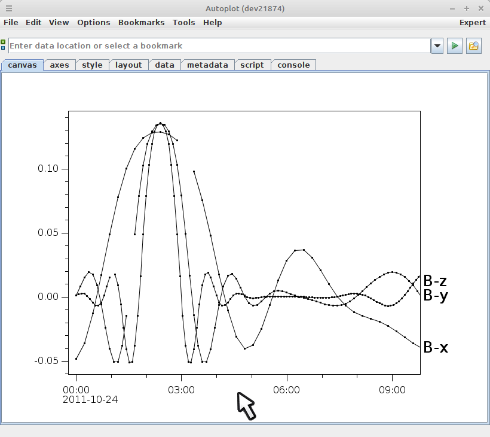 Autoplot (dev21874)
File Edit View Options Bookmarks Tools Help Expert
Enter data location or select a bookmark
canvas axes style layout data metadata script console
0.10
0.05
0.00
-0.05
B-z
B-y
B-x
00:00 03:00 06:00 09:00
2011-10-24